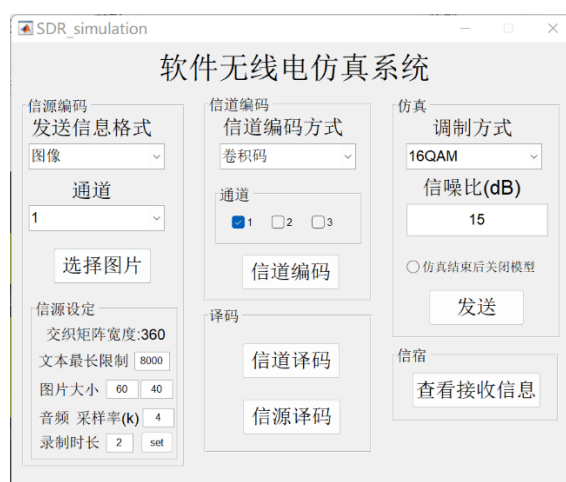 SDR_simulation
软件无线电仿真系统
信源编码
发送信息格式
图像
通道
1
选择图片
信源设定
交织矩阵宽度:360
文本最长限制 8000
图片大小 60 40
音频 采样率(k) 4
录制时长 2 set
信道编码
信道编码方式
卷积码
通道
1 2 3
信道编码
译码
信道译码
信源译码
仿真
调制方式
16QAM
信噪比(dB)
15
仿真结束后关闭模型
发送
信宿
查看接收信息